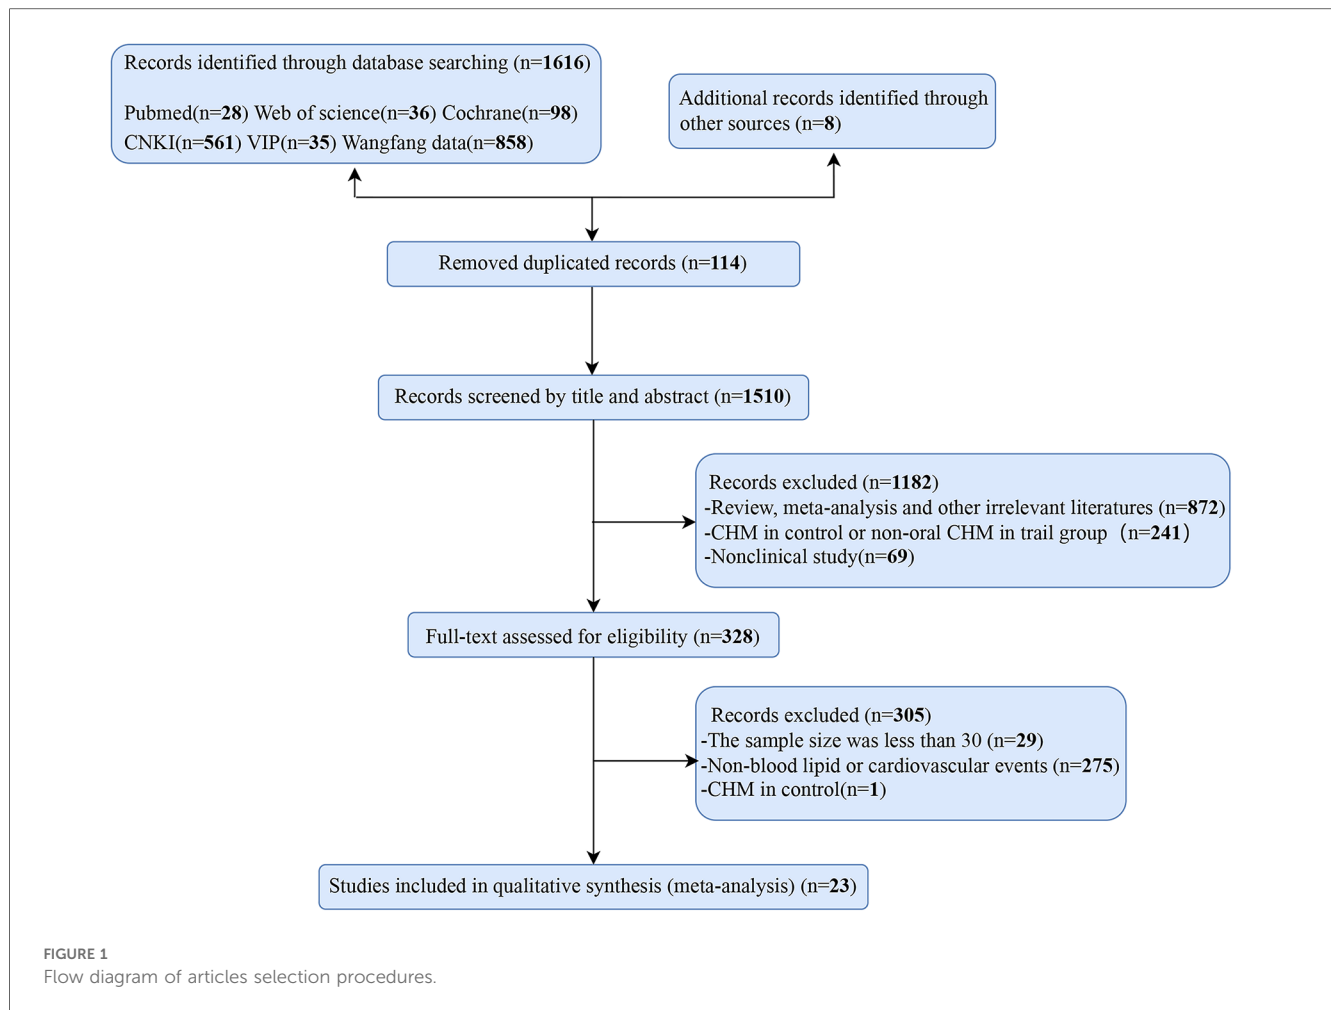 Records identified through database searching (n=1616)
Pubmed(n=28) Web of science(n=36) Cochrane(n=98)
CNKI(n=561) VIP(n=35) Wangfang data(n=858)
Additional records identified through
other sources (n=8)
Removed duplicated records (n=114)
Records screened by title and abstract (n=1510)
Records excluded (n=1182)
-Review, meta-analysis and other irrelevant literatures (n=872)
-CHM in control or non-oral CHM in trail group（n=241）
-Nonclinical study(n=69)
Full-text assessed for eligibility (n=328)
Records excluded (n=305)
-The sample size was less than 30 (n=29)
-Non-blood lipid or cardiovascular events (n=275)
-CHM in control(n=1)
Studies included in qualitative synthesis (meta-analysis) (n=23)
FIGURE 1
Flow diagram of articles selection procedures.